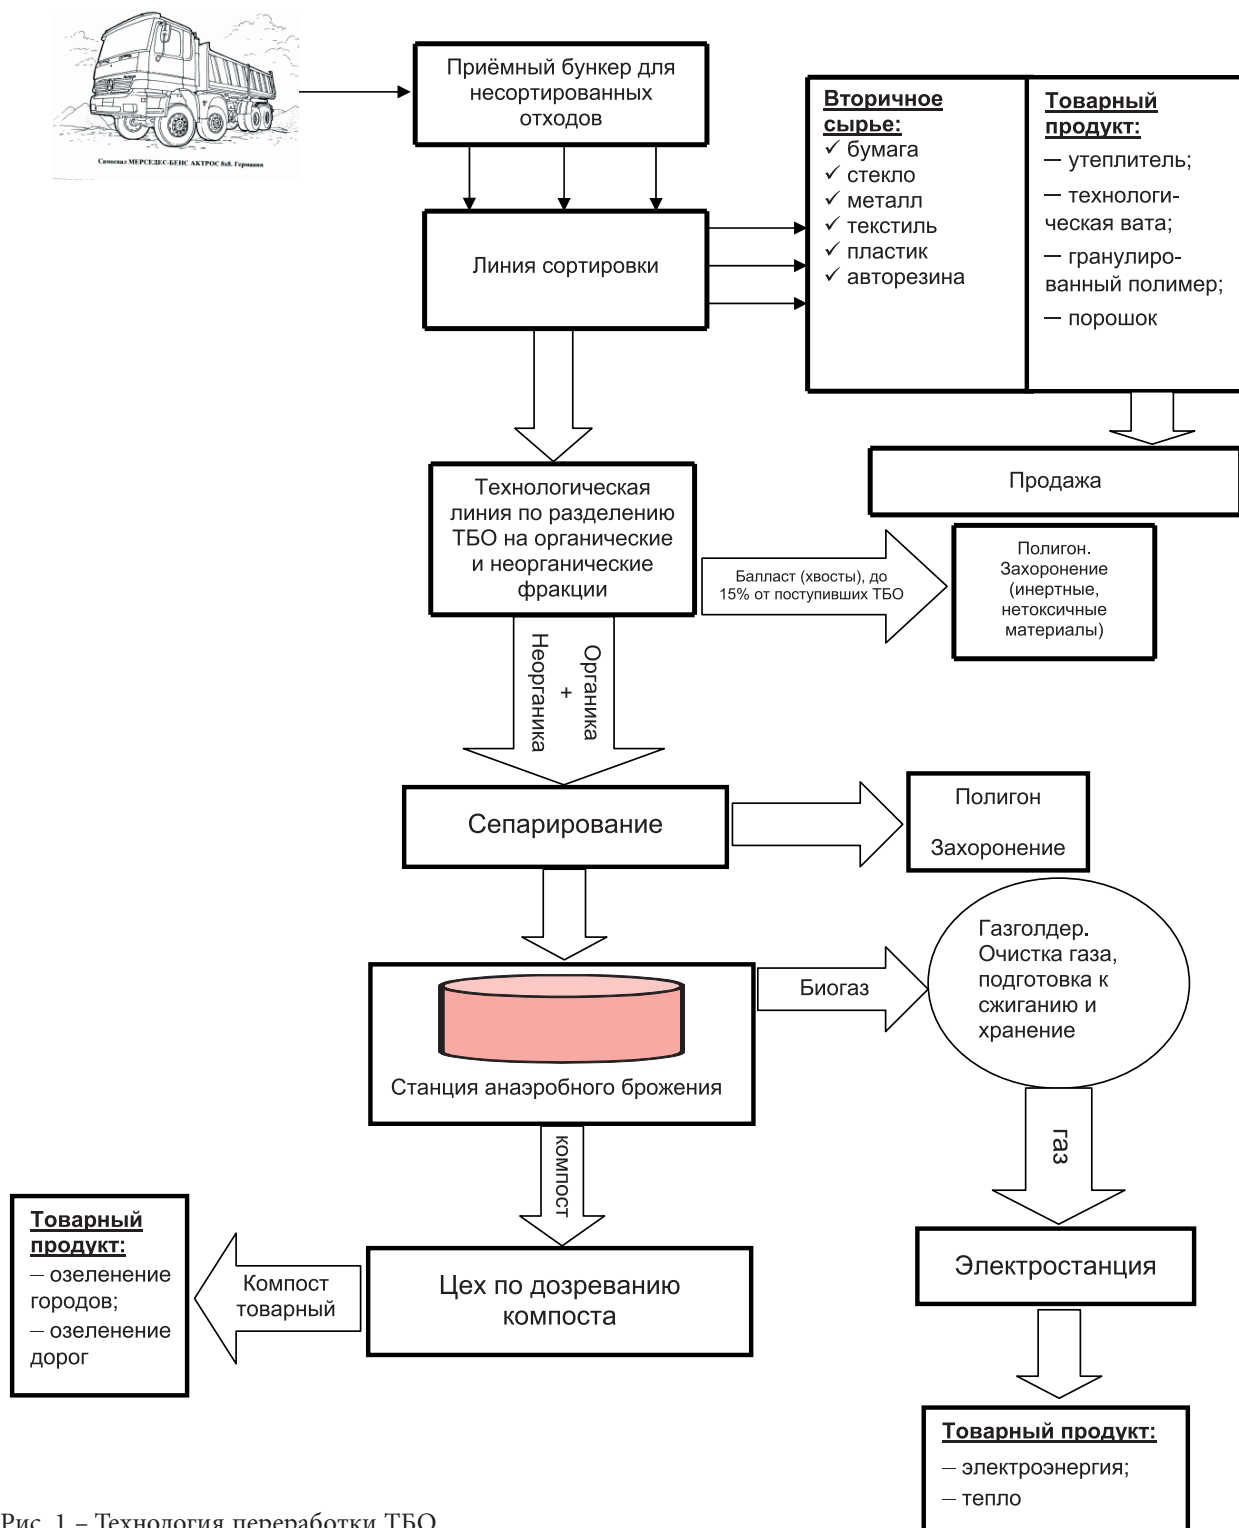 Самосвал МЕРСЕДЕС-БЕНС АКТРОС 8x8. Германия
Приёмный бункер для
несортированных
отходов
Линия сортировки
Вторичное
сырье:
✓ бумага
✓ стекло
✓ металл
✓ текстиль
✓ пластик
✓ авторезина
Товарный
продукт:
— утеплитель;
— технологи-
ческая вата;
— гранулиро-
ванный полимер;
— порошок
Продажа
Технологическая
линия по разделению
ТБО на органические
и неорганические
фракции
Балласт (хвосты), до
15% от поступивших ТБО
Полигон.
Захоронение
(инертные,
нетоксичные
материалы)
Органика
+
Неорганика
Сепарирование
Полигон
Захоронение
Станция анаэробного брожения
Биогаз
Газголдер.
Очистка газа,
подготовка к
сжиганию и
хранение
газ
компост
Цех по дозреванию
компоста
Компост
товарный
Товарный
продукт:
— озеленение
городов;
— озеленение
дорог
Электростанция
Товарный продукт:
— электроэнергия;
— тепло
Рис. 1 – Технология переработки ТБО